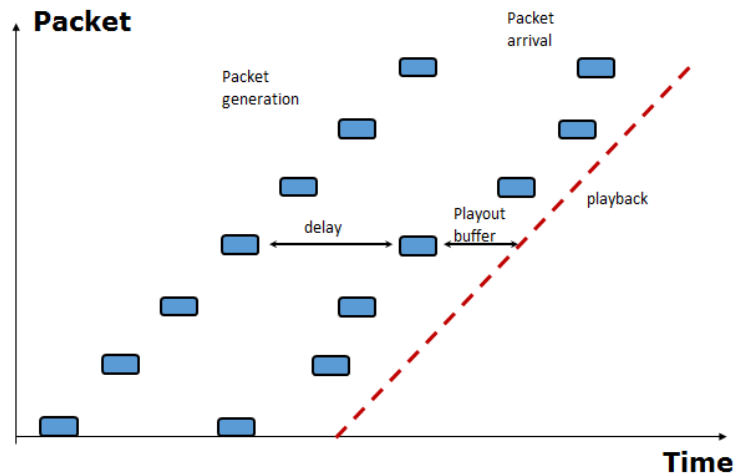 Packet
Packet
arrival
Packet
generation
playback
Playout
buffer
delay
Time